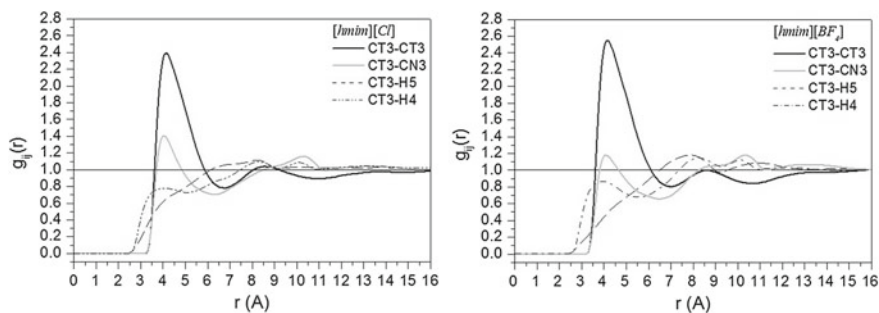 [hmim][Cl]
CT3-CT3
CT3-CN3
CT3-H5
CT3-H4
2.8
2.6
2.4
2.2
2.0
1.8
1.6
1.4
1.2
1.0
0.8
0.6
0.4
0.2
0.0
gij(r)
0 1 2 3 4 5 6 7 8 9 10 11 12 13 14 15 16
r (A)
[hmim][BF4]
CT3-CT3
CT3-CN3
CT3-H5
CT3-H4
2.8
2.6
2.4
2.2
2.0
1.8
1.6
1.4
1.2
1.0
0.8
0.6
0.4
0.2
0.0
gij(r)
0 1 2 3 4 5 6 7 8 9 10 11 12 13 14 15 16
r (A)